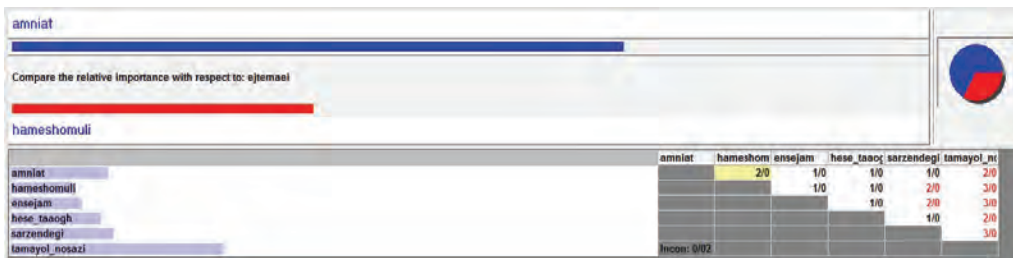 amniat
Compare the relative importance with respect to: ejtemaei
hameshomuli
amniat hameshom ensejam hese_taaog sarzendegi tamayol_no
amniat 2/0 1/0 1/0 1/0 2/0
hameshomuli 1/0 1/0 2/0 3/0
ensejam 1/0 2/0 3/0
hese_taaogh 1/0 2/0
sarzendegi 3/0
tamayol_nosazi Incon: 0/02